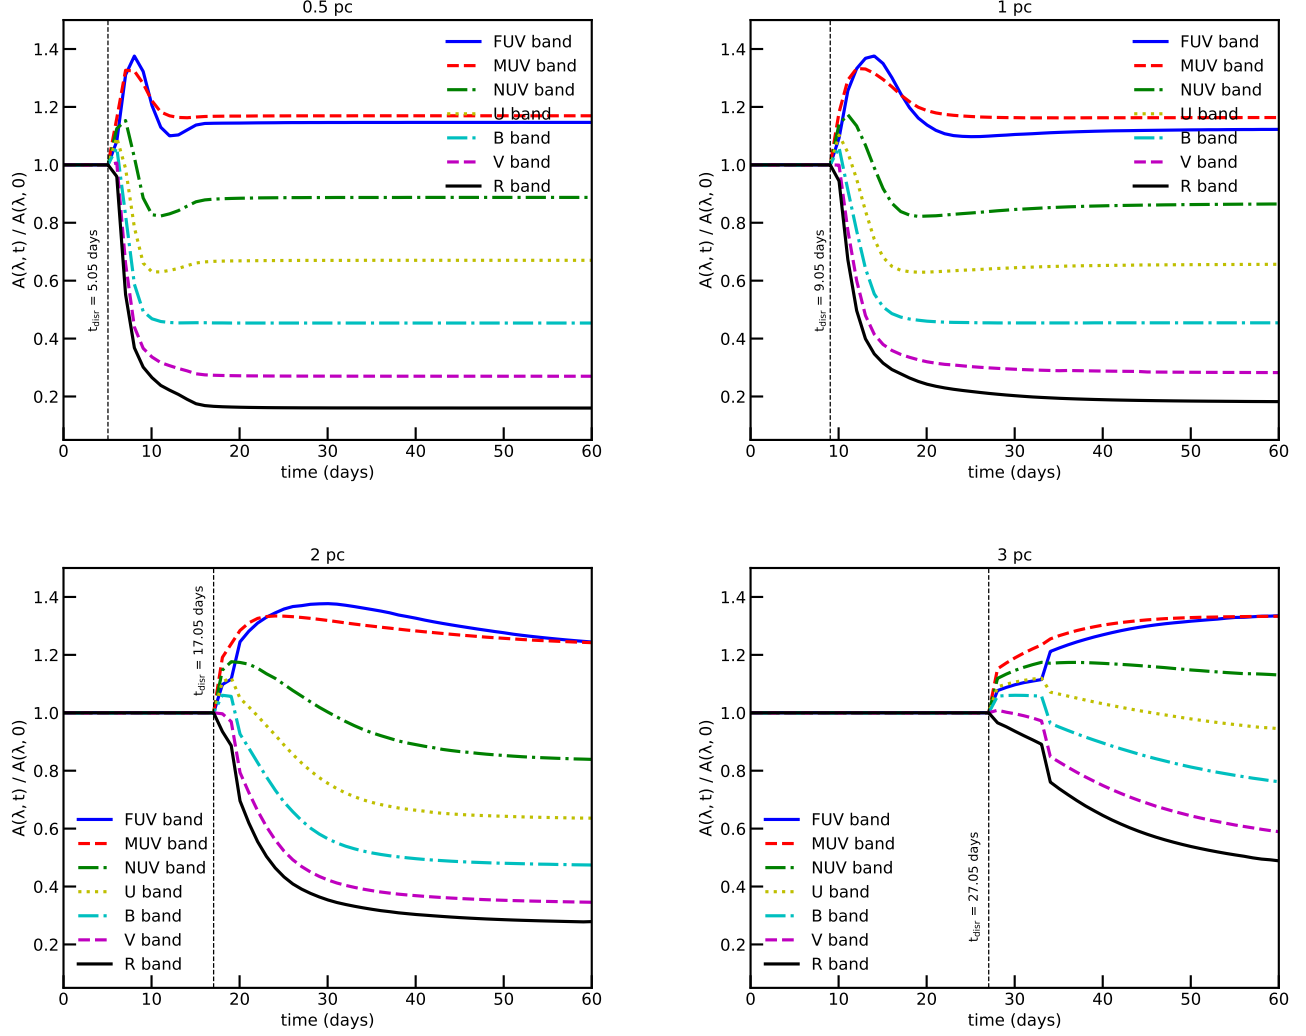 0.5 pc
1.4
1.2
1.0
0.8
0.6
0.4
0.2
A(λ, t) / A(λ, 0)
t_disr = 5.05 days
FUV band
MUV band
NUV band
U band
B band
V band
R band
0 10 20 30 40 50 60
time (days)
1 pc
1.4
1.2
1.0
0.8
0.6
0.4
0.2
A(λ, t) / A(λ, 0)
t_disr = 9.05 days
FUV band
MUV band
NUV band
U band
B band
V band
R band
0 10 20 30 40 50 60
time (days)
2 pc
1.4
1.2
1.0
0.8
0.6
0.4
0.2
A(λ, t) / A(λ, 0)
t_disr = 17.05 days
FUV band
MUV band
NUV band
U band
B band
V band
R band
0 10 20 30 40 50 60
time (days)
3 pc
1.4
1.2
1.0
0.8
0.6
0.4
0.2
A(λ, t) / A(λ, 0)
t_disr = 27.05 days
FUV band
MUV band
NUV band
U band
B band
V band
R band
0 10 20 30 40 50 60
time (days)